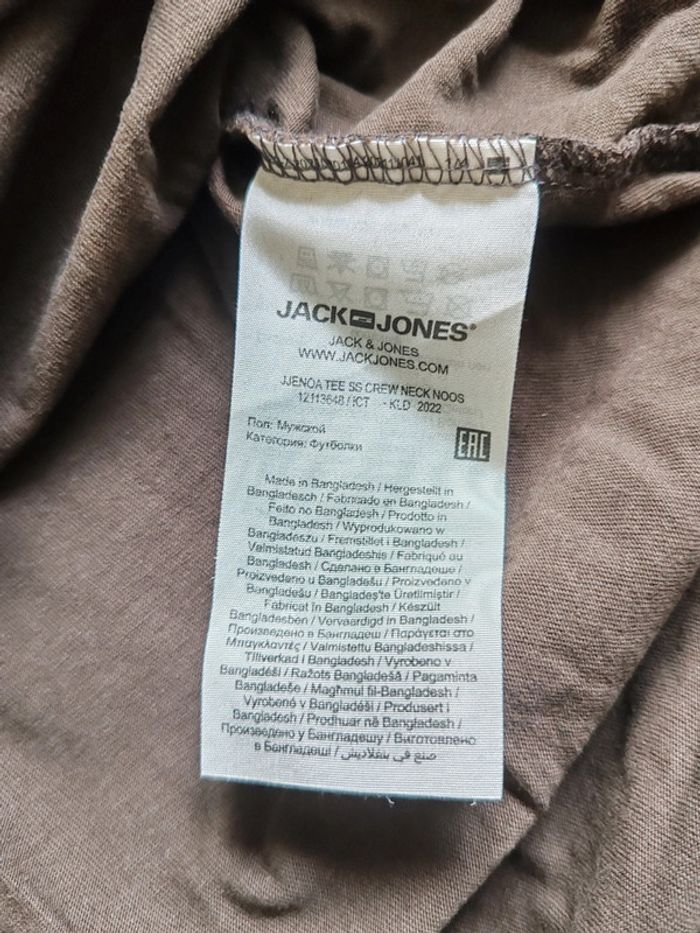 JACK JONES®
JACK & JONES
WWW.JACKJONES.COM
JJENOA TEE SS CREW NECK NOOS
12113648 / ICT - KLD 2022
Пол: Мужской
Категория: Футболки
EAC
Made in Bangladesh / Hergestellt in
Bangladesch / Fabricado en Bangladesh /
Feito no Bangladesh / Prodotto in
Bangladesh / Wyprodukowano w
Bangladeszu / Fremstillet i Bangladesh /
Valmistatud Bangladeshis / Fabriqué au
Bangladesh / Сделано в Бангладеше /
Proizvedeno u Bangladešu / Proizvedeno v
Bangladešu / Bangladeş'te Üretilmiştir /
Fabricat în Bangladesh / Készült
Bangladesben / Vervaardigd in Bangladesh /
Произведено в Бангладеш / Παράγεται στο
Μπαγκλαντές / Valmistettu Bangladeshissa /
Tillverkad i Bangladesh / Vyrobeno v
Bangladéši / Ražots Bangladešā / Pagaminta
Bangladeše / Magħmul fil-Bangladesh /
Vyrobené v Bangladéši / Produsert i
Bangladesh / Prodhuar në Bangladesh /
Произведено у Бангладешу / Виготовлено
в Бангладеші / صنع في بنغلاديش